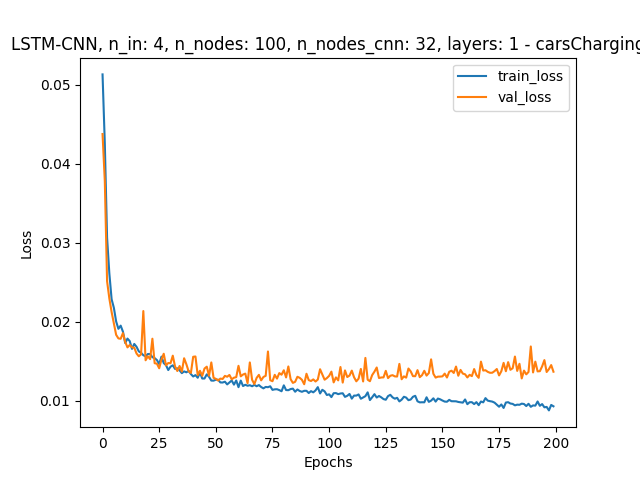 LSTM-CNN, n_in: 4, n_nodes: 100, n_nodes_cnn: 32, layers: 1 - carsCharging
train_loss
val_loss
0.05
0.04
0.03
0.02
0.01
Loss
0 25 50 75 100 125 150 175 200
Epochs